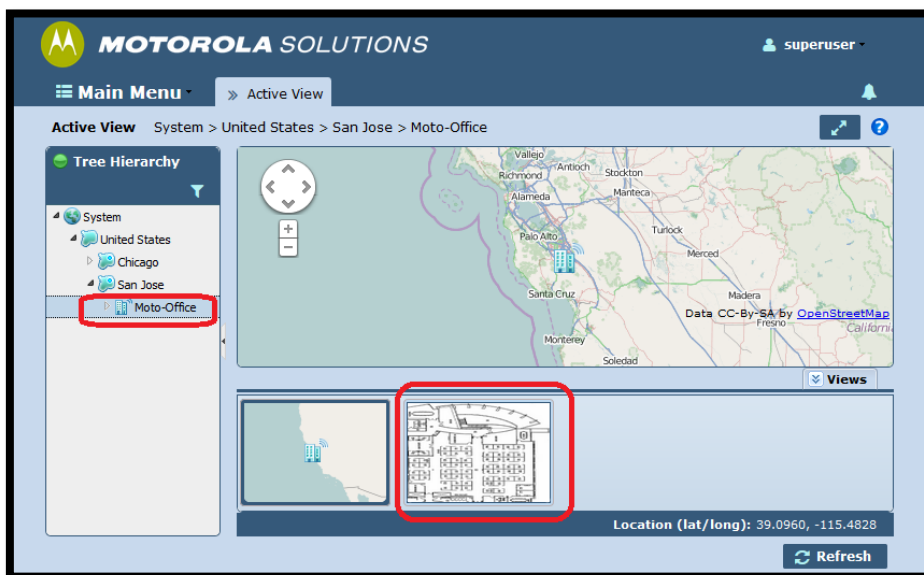 MOTOROLA SOLUTIONS
superuser
Main Menu
» Active View
Active View System > United States > San Jose > Moto-Office
?
Tree Hierarchy
System
United States
Chicago
San Jose
Moto-Office
Vallejo
Antioch
Richmond
Stockton
Alameda
Manteca
Turlock
Palo Alto
Merced
Santa Cruz
Madera
Data CC-By-SA by OpenStreetMap
Fresno
California
Monterey
Soledad
Views
Location (lat/long): 39.0960, -115.4828
Refresh